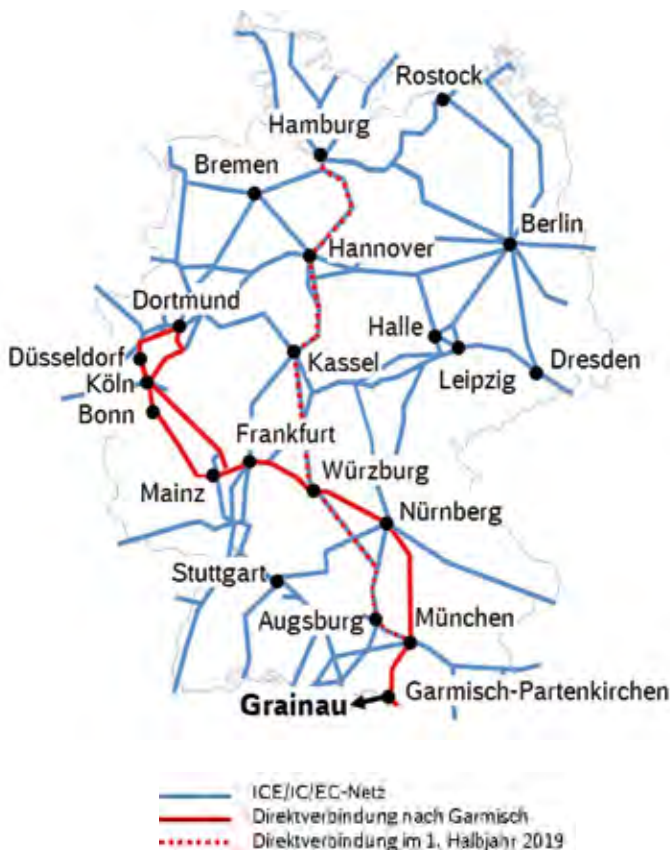 Rostock
Hamburg
Bremen
Berlin
Hannover
Dortmund
Halle
Düsseldorf
Kassel
Dresden
Köln
Leipzig
Bonn
Frankfurt
Würzburg
Mainz
Nürnberg
Stuttgart
Augsburg
München
Garmisch-Partenkirchen
Grainau
ICE/IC/EC-Netz
Direktverbindung nach Garmisch
Direktverbindung im 1. Halbjahr 2019